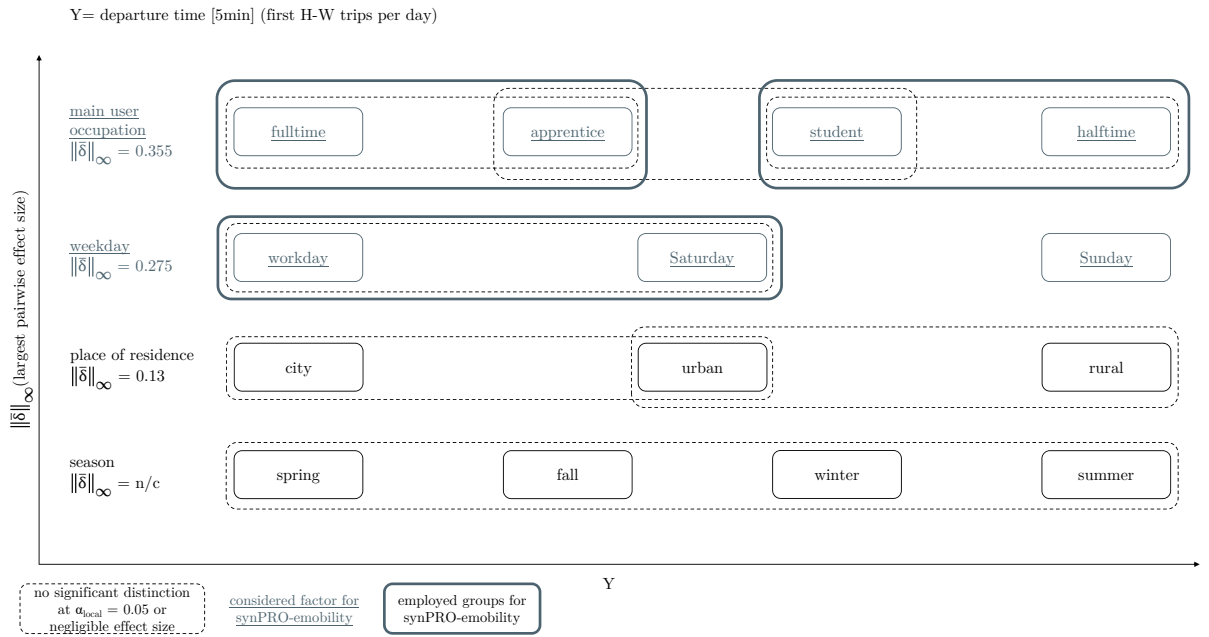 Y= departure time [5min] (first H-W trips per day)
main user
occupation
‖δ̄‖∞ = 0.355
fulltime
apprentice
student
halftime
weekday
‖δ̄‖∞ = 0.275
workday
Saturday
Sunday
place of residence
‖δ̄‖∞ = 0.13
city
urban
rural
season
‖δ̄‖∞ = n/c
spring
fall
winter
summer
‖δ̄‖∞(largest pairwise effect size)
Y
no significant distinction
at αlocal = 0.05 or
negligible effect size
considered factor for
synPRO-emobility
employed groups for
synPRO-emobility